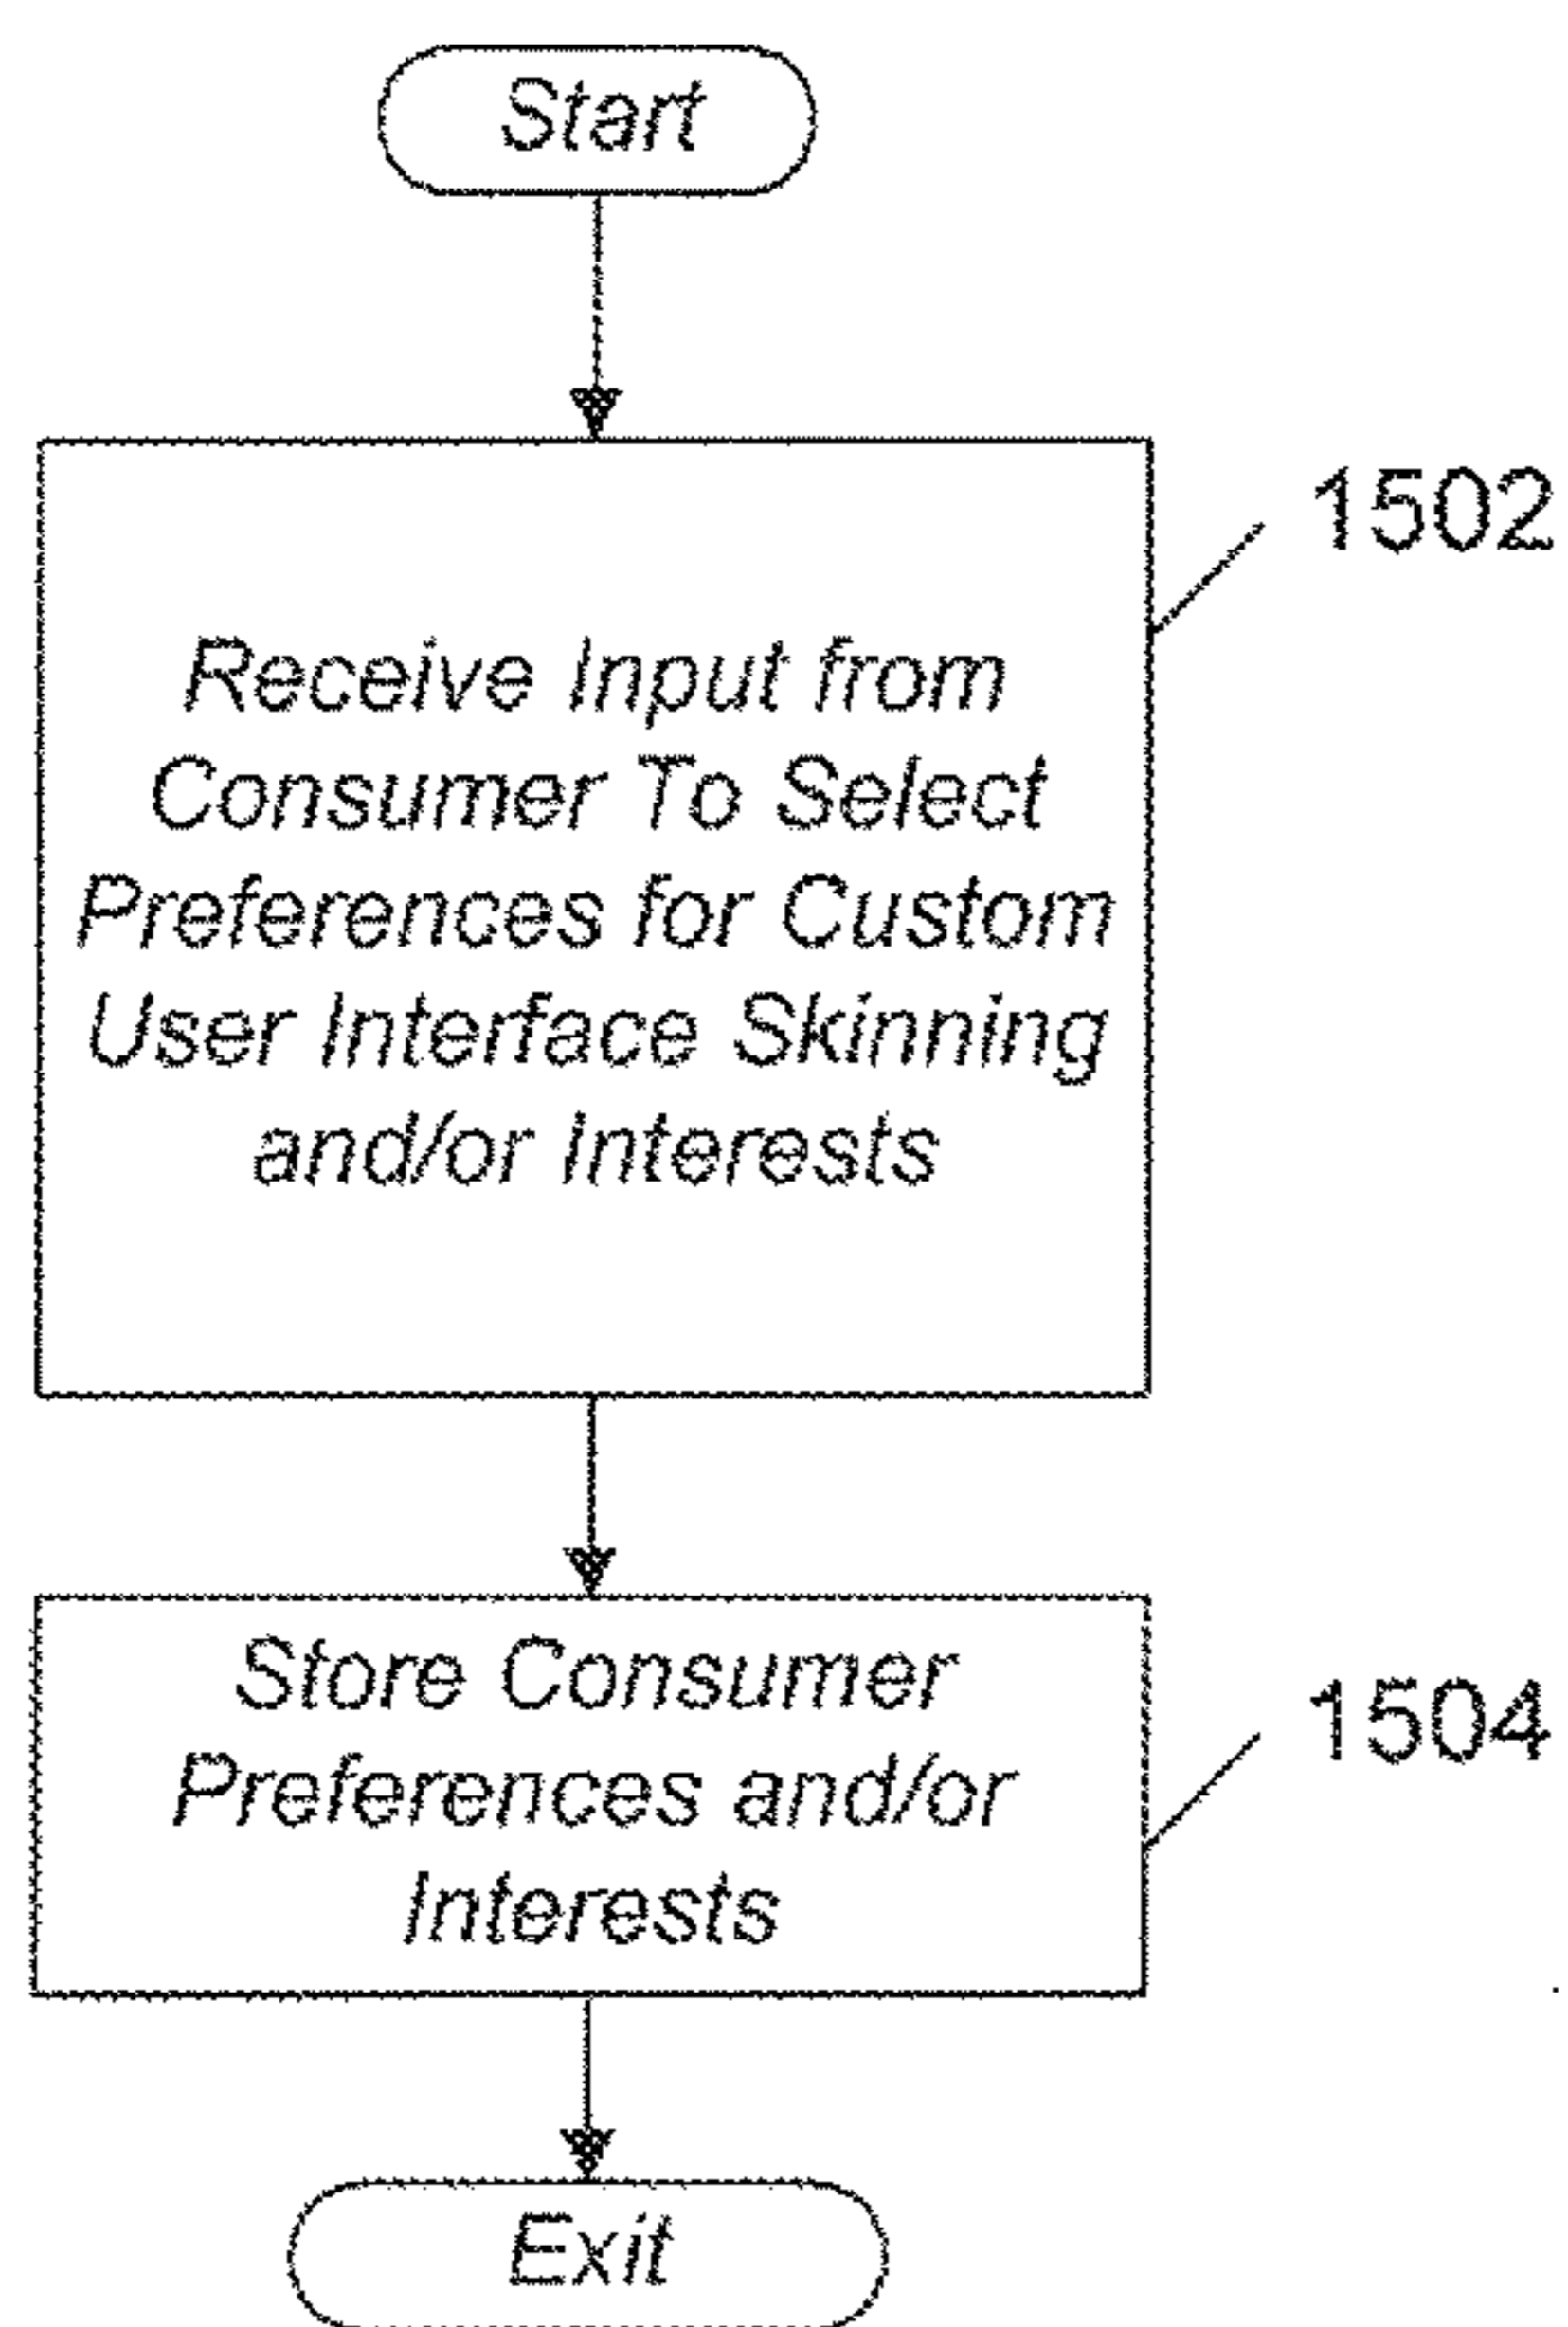 Start
1502
Receive Input from
Consumer To Select
Preferences for Custom
User Interface Skinning
and/or Interests
Store Consumer
1504
Preferences and/or
Interests
Exit